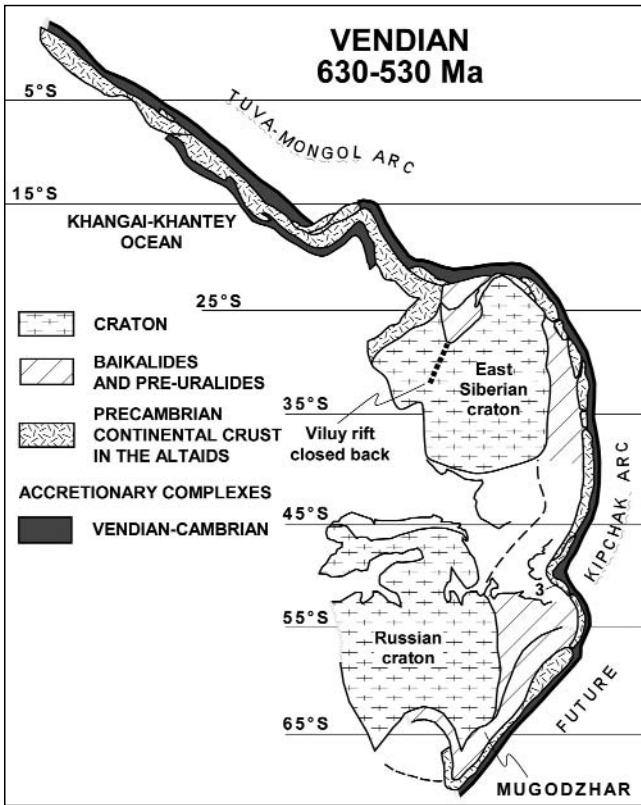 VENDIAN
630-530 Ma
5°S
TUVA-MONGOL ARC
15°S
KHANGAI-KHANTEY
OCEAN
25°S
CRATON
BAIKALIDES
AND PRE-URALIDES
East
Siberian
craton
PRECAMBRIAN
CONTINENTAL CRUST
IN THE ALTAIDS
35°S
Viluy rift
closed back
ACCRETIONARY COMPLEXES
VENDIAN-CAMBRIAN
45°S
KIPCHAK ARC
3
55°S
Russian
craton
FUTURE
65°S
MUGODZHAR